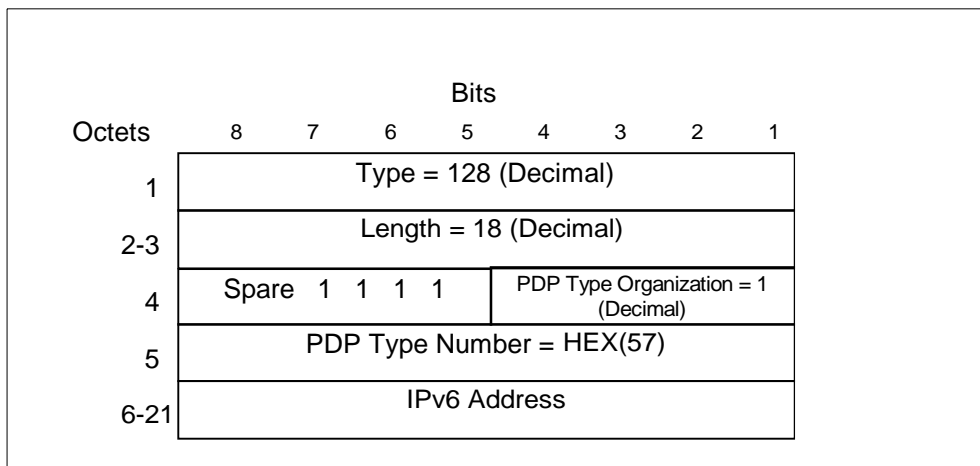 Bits
Octets 8 7 6 5 4 3 2 1
1 Type = 128 (Decimal)
2-3 Length = 18 (Decimal)
4 Spare 1 1 1 1 PDP Type Organization = 1
(Decimal)
5 PDP Type Number = HEX(57)
6-21 IPv6 Address